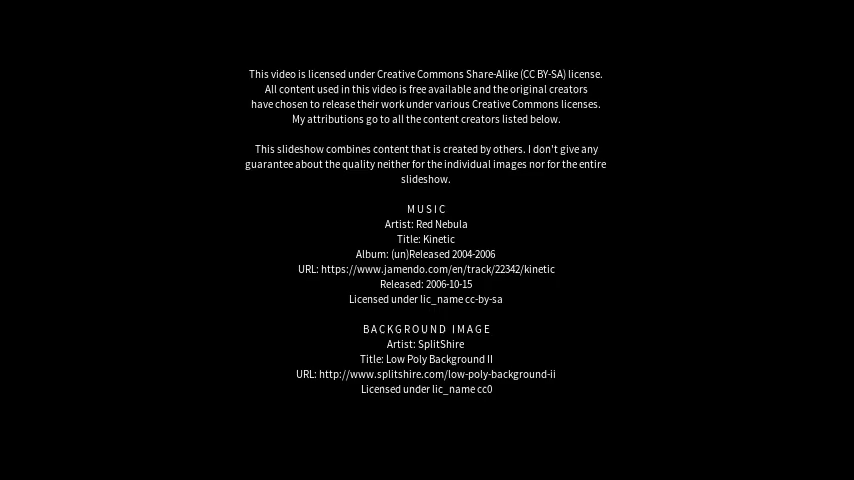 This video is licensed under Creative Commons Share-Alike (CC BY-SA) license.
All content used in this video is free available and the original creators
have chosen to release their work under various Creative Commons licenses.
My attributions go to all the content creators listed below.
This slideshow combines content that is created by others. I don't give any
guarantee about the quality neither for the individual images nor for the entire
slideshow.
MUSIC
Artist: Red Nebula
Title: Kinetic
Album: (un)Released 2004-2006
URL: https://www.jamendo.com/en/track/22342/kinetic
Released: 2006-10-15
Licensed under lic_name cc-by-sa
BACKGROUND IMAGE
Artist: SplitShire
Title: Low Poly Background II
URL: http://www.splitshire.com/low-poly-background-ii
Licensed under lic_name cc0